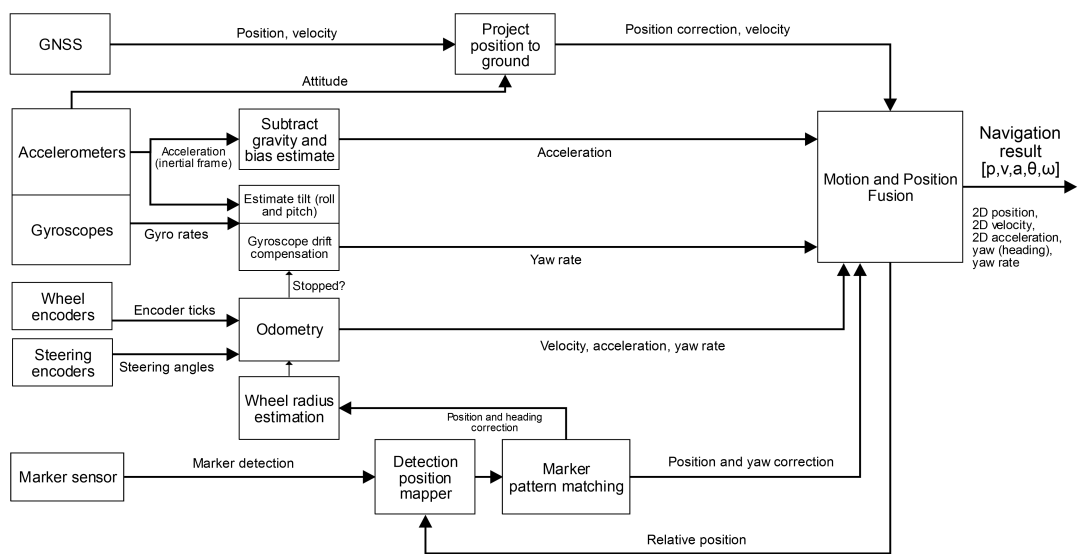 GNSS
Position, velocity
Project
position to
ground
Position correction, velocity
Attitude
Accelerometers
Acceleration
(inertial frame)
Subtract
gravity and
bias estimate
Acceleration
Motion and Position
Fusion
Navigation
result
[p,v,a,θ,ω]
2D position,
2D velocity,
2D acceleration,
yaw (heading),
yaw rate
Gyroscopes
Gyro rates
Estimate tilt (roll
and pitch)
Gyroscope drift
compensation
Yaw rate
Stopped?
Wheel
encoders
Encoder ticks
Odometry
Velocity, acceleration, yaw rate
Steering
encoders
Steering angles
Wheel radius
estimation
Position and heading
correction
Marker sensor
Marker detection
Detection
position
mapper
Marker
pattern matching
Position and yaw correction
Relative position